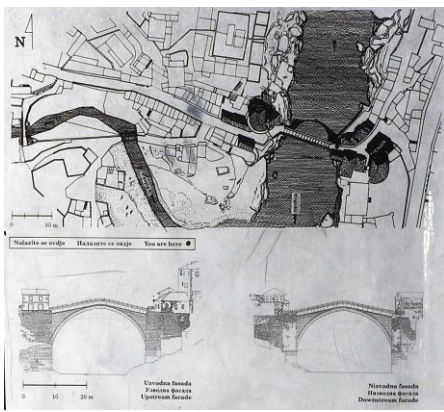 N
30 m
Nalazite se ovdje Налазите се овдје You are here
Uzvodna fasada
Узводна фасада
Upstream facade
0 10 20 m
Nizvodna fasada
Низводна фасада
Downstream facade